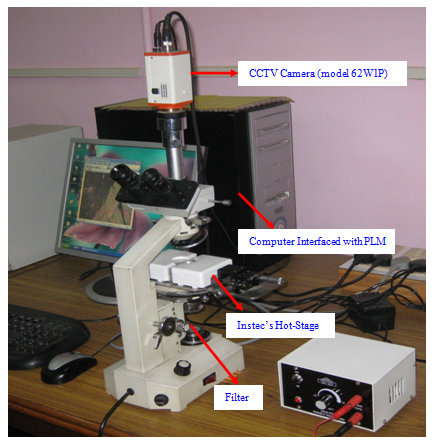 CCTV Camera (model 62W1P)
Computer Interfaced with PLM
Instec's Hot-Stage
Filter